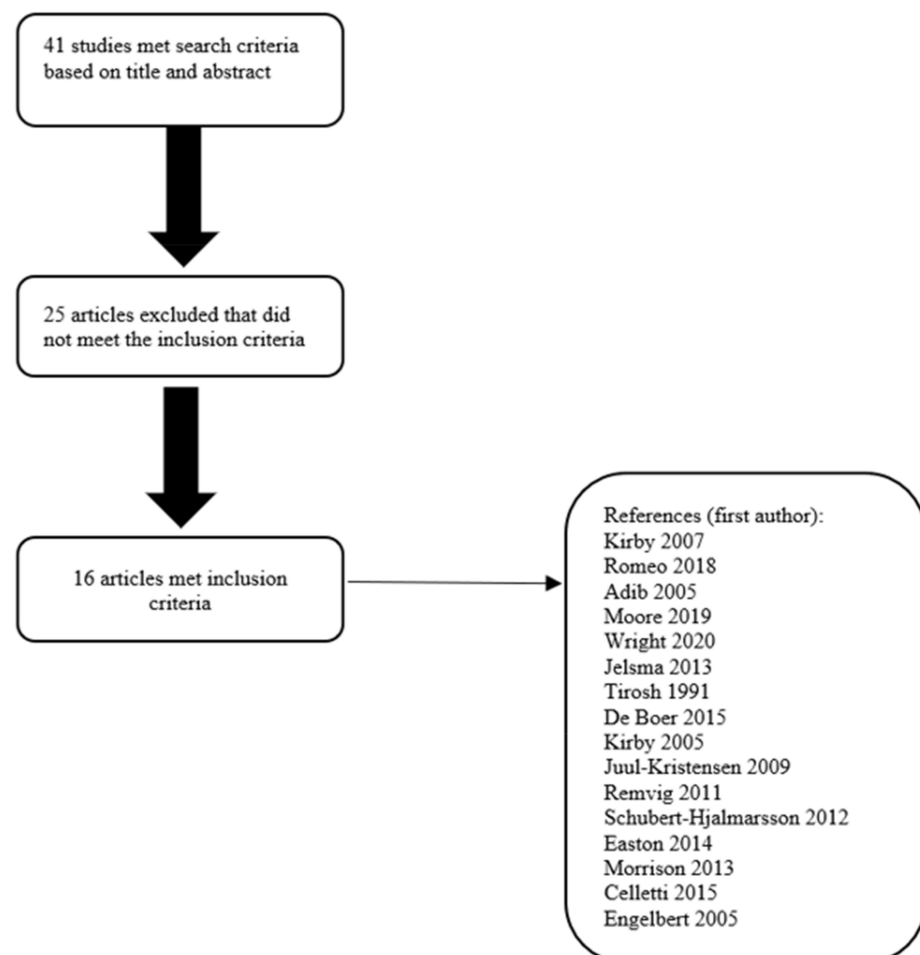 41 studies met search criteria
based on title and abstract
25 articles excluded that did
not meet the inclusion criteria
16 articles met inclusion
criteria
References (first author):
Kirby 2007
Romeo 2018
Adib 2005
Moore 2019
Wright 2020
Jelsma 2013
Tirosh 1991
De Boer 2015
Kirby 2005
Juul-Kristensen 2009
Remvig 2011
Schubert-Hjalmarsson 2012
Easton 2014
Morrison 2013
Celletti 2015
Engelbert 2005